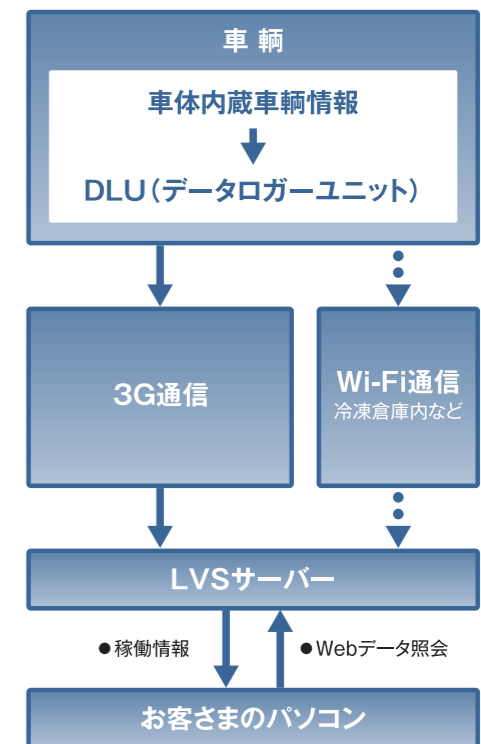 車 輌
車体内蔵車輌情報
DLU(データロガーユニット)
3G通信
Wi-Fi通信
冷凍倉庫内など
LVSサーバー
●稼働情報
●Webデータ照会
お客さまのパソコン